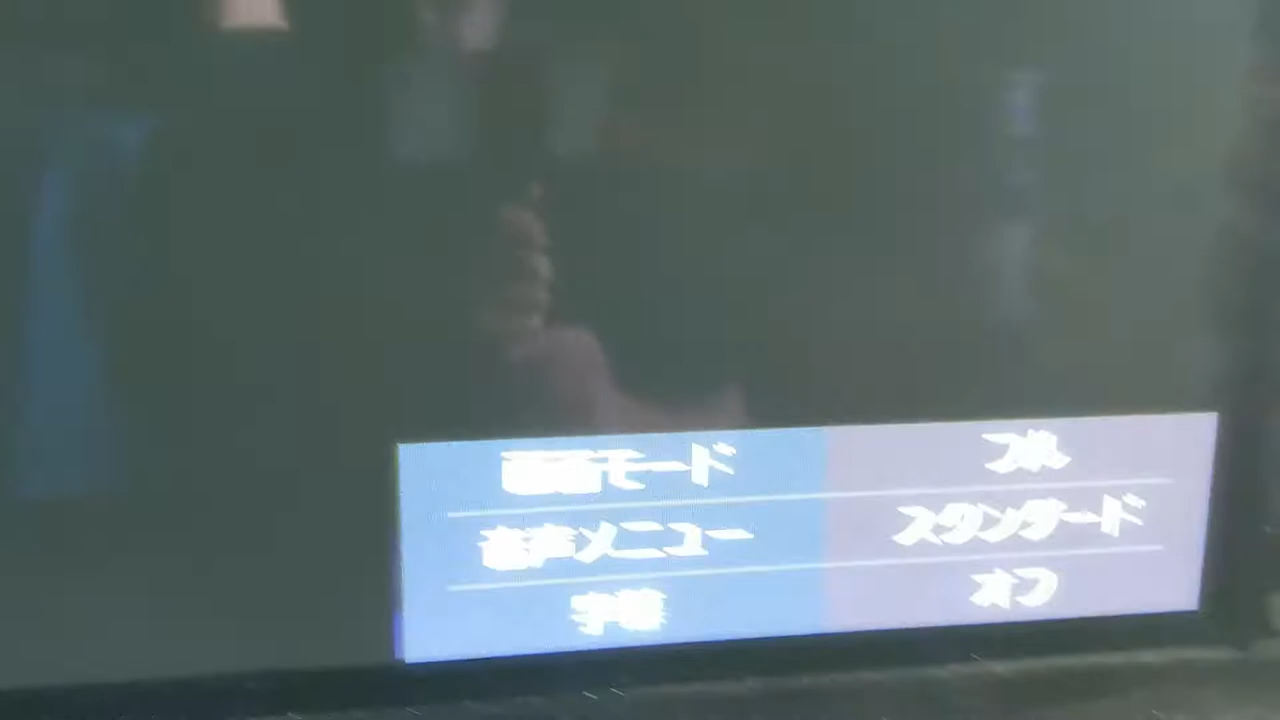 画面モード
フル
音声メニュー
スタンダード
字幕
オフ